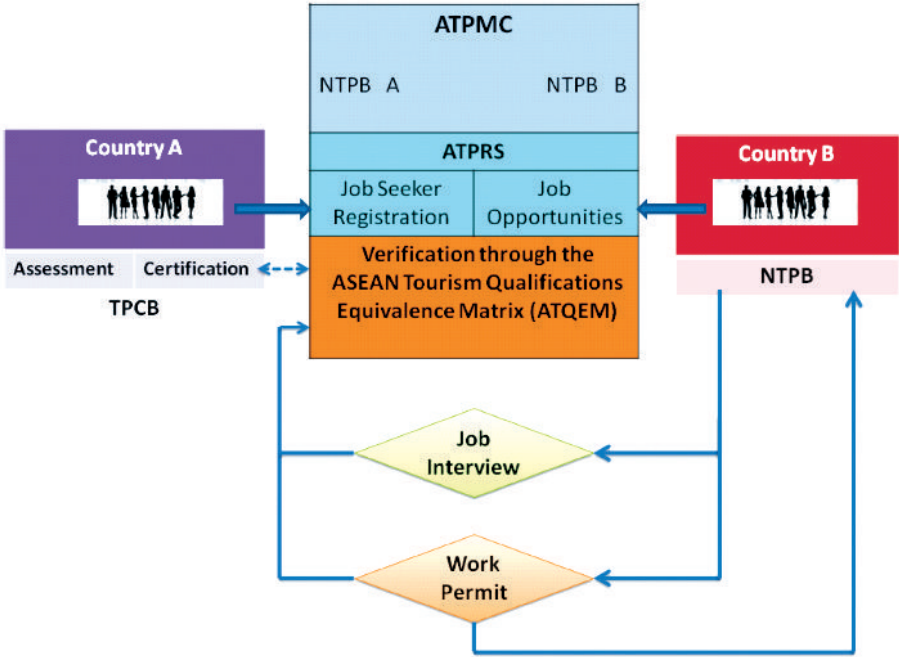 ATPMC
NTPB A
NTPB B
Country A
ATPRS
Country B
Job Seeker
Registration
Job
Opportunities
Assessment
Certification
TPCB
Verification through the
ASEAN Tourism Qualifications
Equivalence Matrix (ATQEM)
NTPB
Job
Interview
Work
Permit